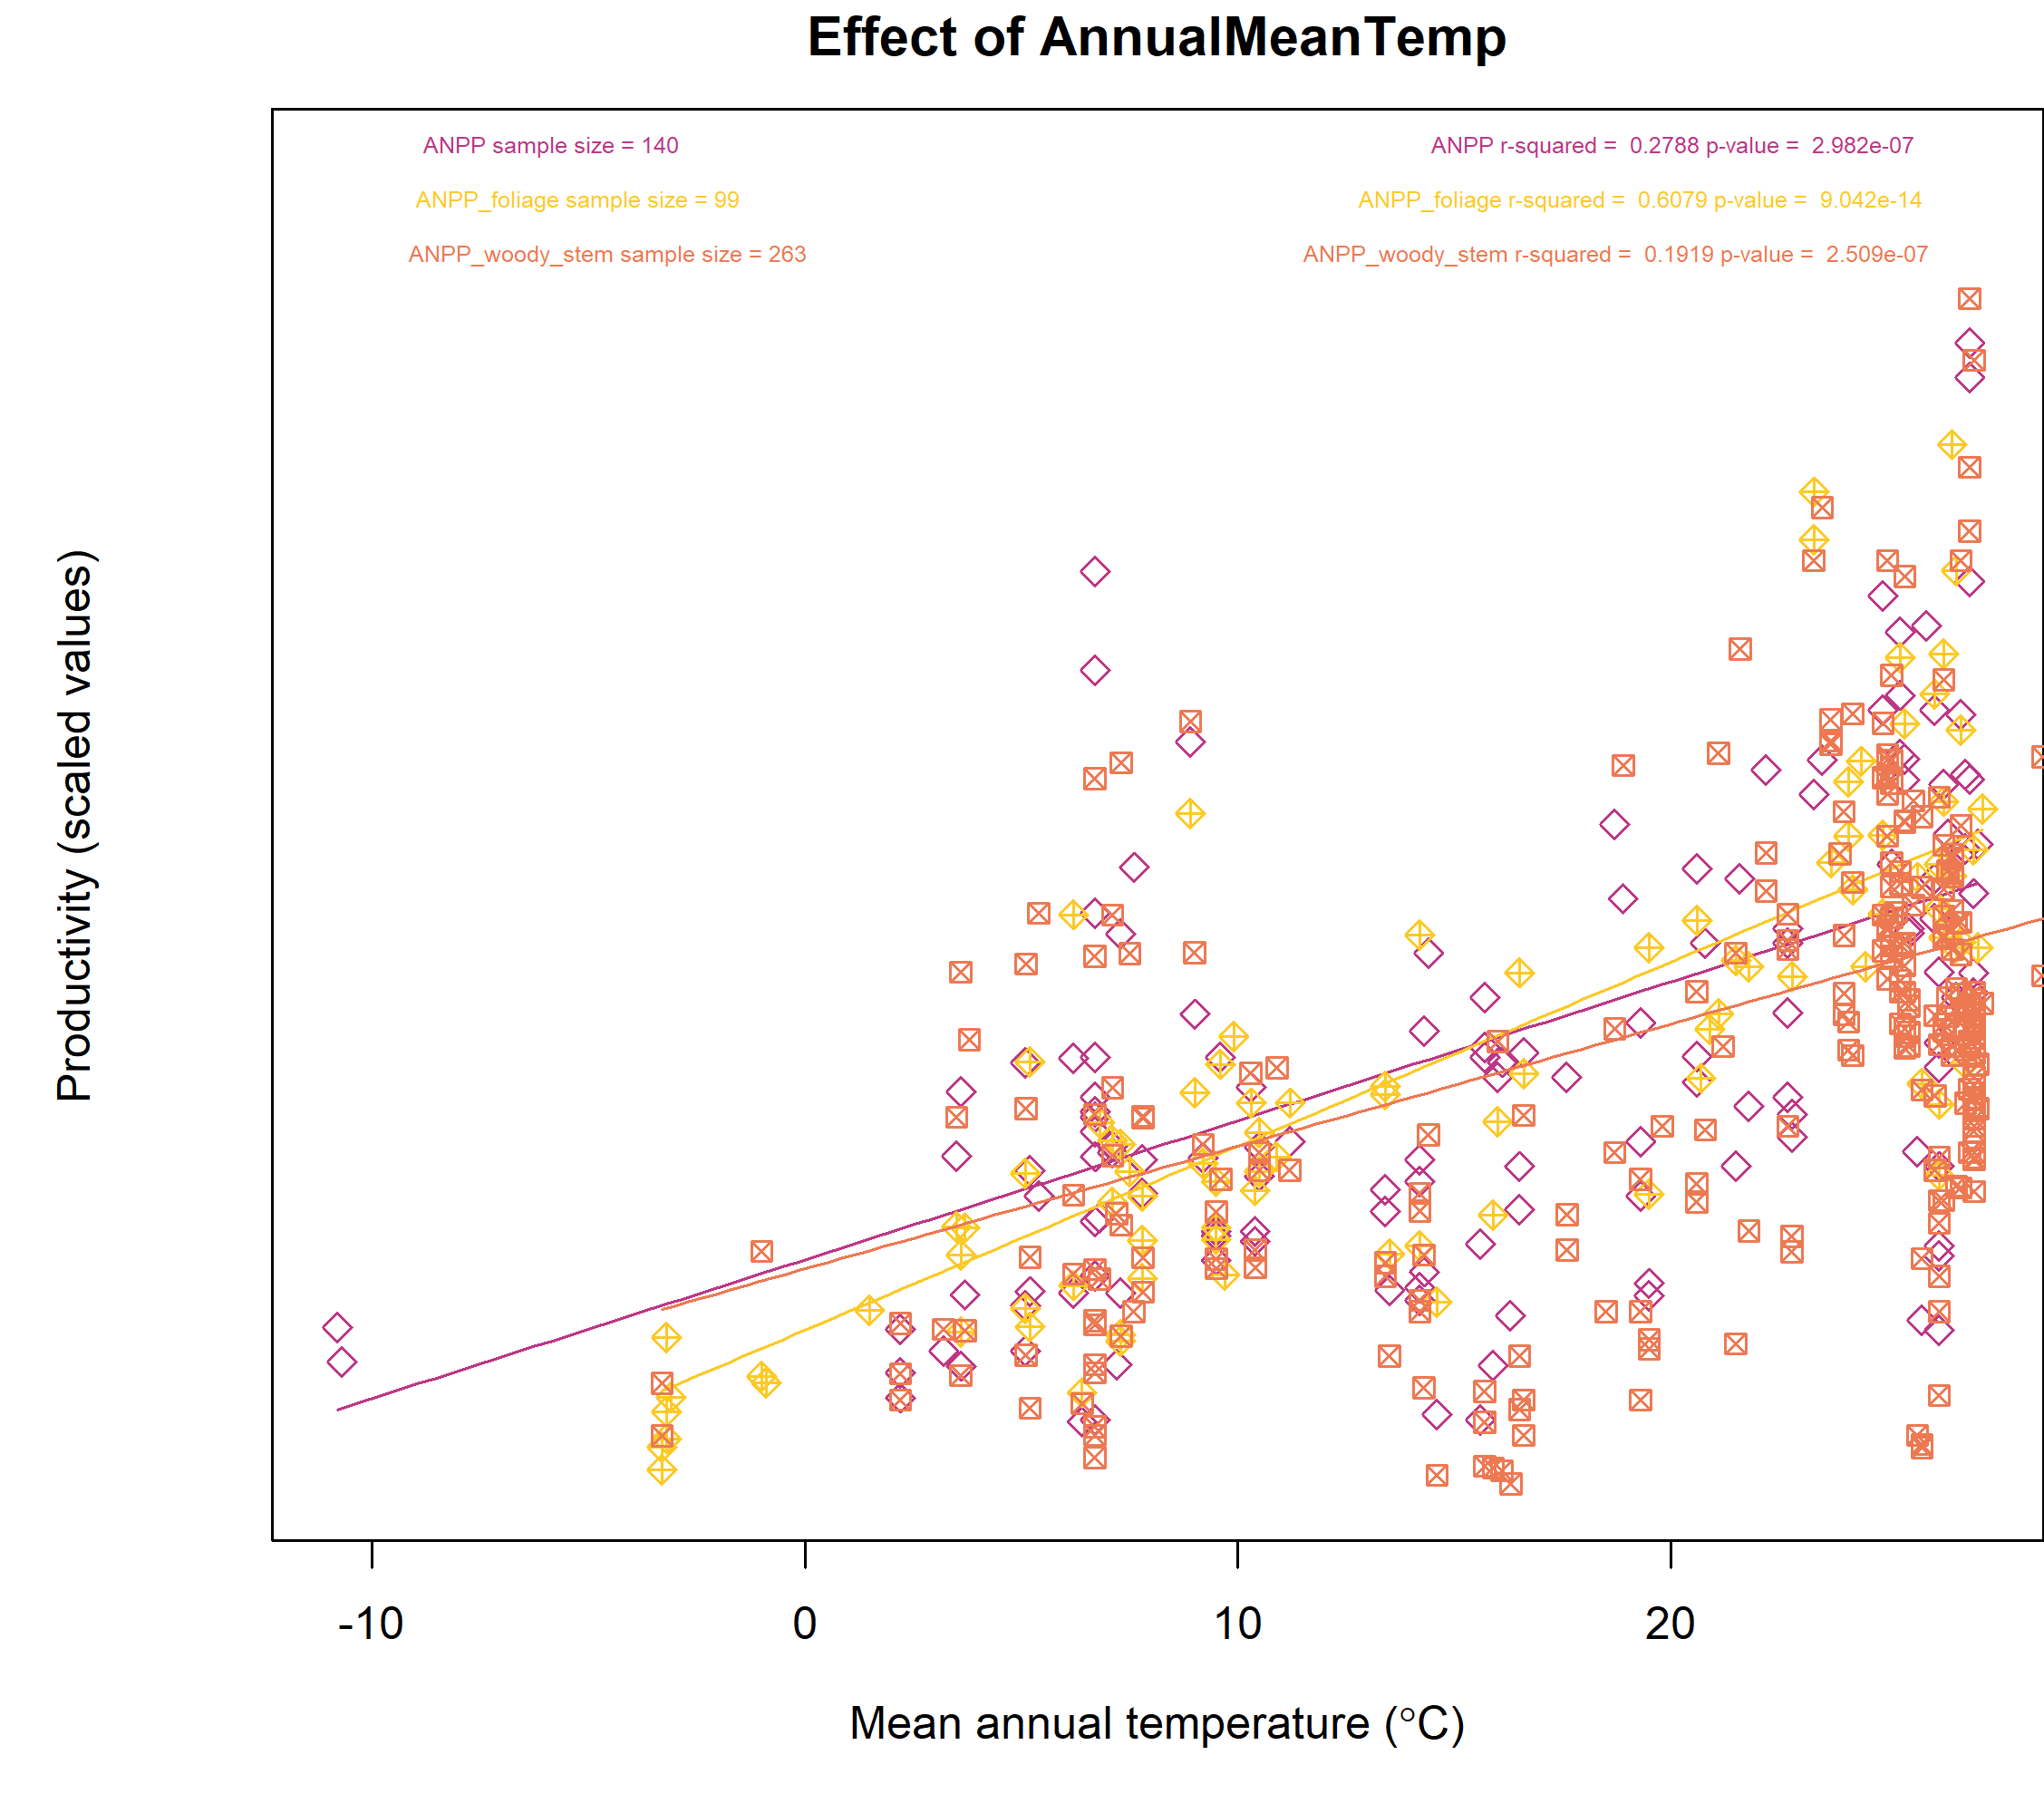 Effect of AnnualMeanTemp
ANPP sample size = 140
ANPP r-squared =  0.2788 p-value =  2.982e-07
ANPP_foliage sample size = 99
ANPP_foliage r-squared =  0.6079 p-value =  9.042e-14
ANPP_woody_stem sample size = 263
ANPP_woody_stem r-squared =  0.1919 p-value =  2.509e-07
Productivity (scaled values)
-10 0 10 20
Mean annual temperature (°C)